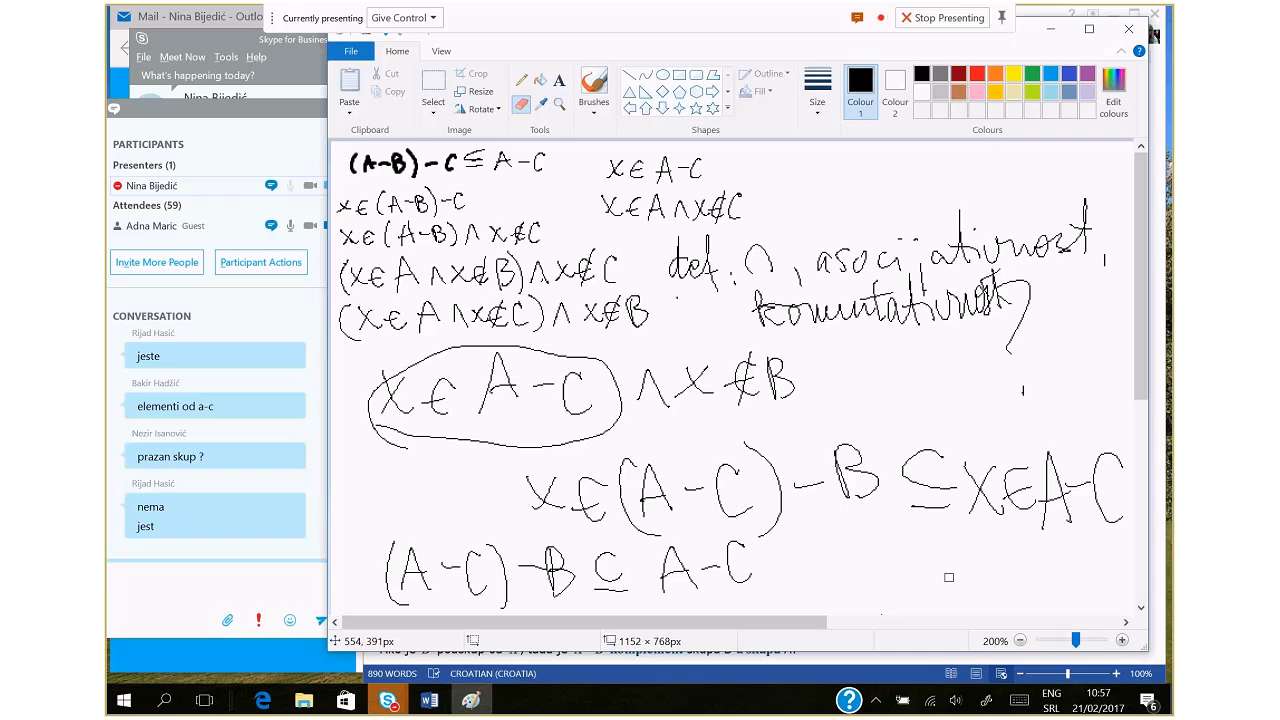 Mail - Nina Bijedić - Outlo
Currently presenting
Give Control
Stop Presenting
Skype for Business
File Meet Now Tools Help
What's happening today?
Nina Bijedić
PARTICIPANTS
Presenters (1)
Nina Bijedić
Attendees (59)
Adna Maric Guest
Invite More People
Participant Actions
CONVERSATION
Rijad Hasić
jeste
Bakir Hadžić
elementi od a-c
Nezir Isanović
prazan skup ?
Rijad Hasić
nema
jest
File Home View
Paste
Cut
Copy
Clipboard
Select
Crop
Resize
Rotate
Image
Tools
Brushes
Shapes
Outline
Fill
Size
Colour 1
Colour 2
Edit colours
Colours
(A-B)-C ⊆ A-C
x∈(A-B)-C
x∈(A-B)∧x∉C
(x∈A∧x∉B)∧x∉C
(x∈A∧x∉C)∧x∉B
x∈A-C
x∈A∧x∉C
def. ∩, asocijativnost,
komutativnost?
x∈A-C ∧ x∉B
x∈(A-C)-B ⊆ x∈A-C
(A-C)-B ⊆ A-C
554, 391px
1152 × 768px
200%
890 WORDS
CROATIAN (CROATIA)
100%
ENG
SRL
10:57
21/02/2017
6